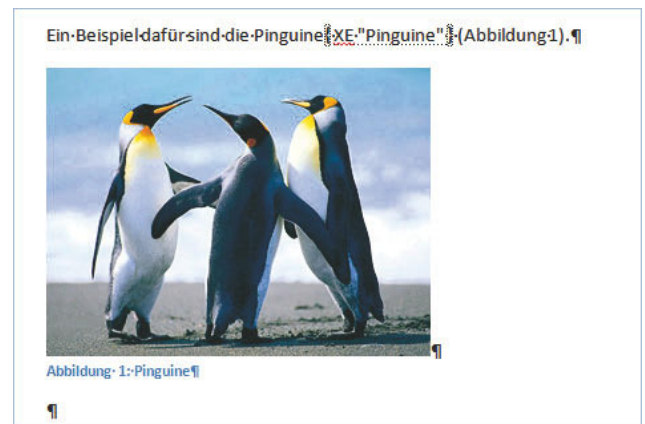 Ein·Beispiel·dafür·sind·die·Pinguine{·XE·"Pinguine"·}·(Abbildung·1).¶
¶
Abbildung·1:·Pinguine¶
¶